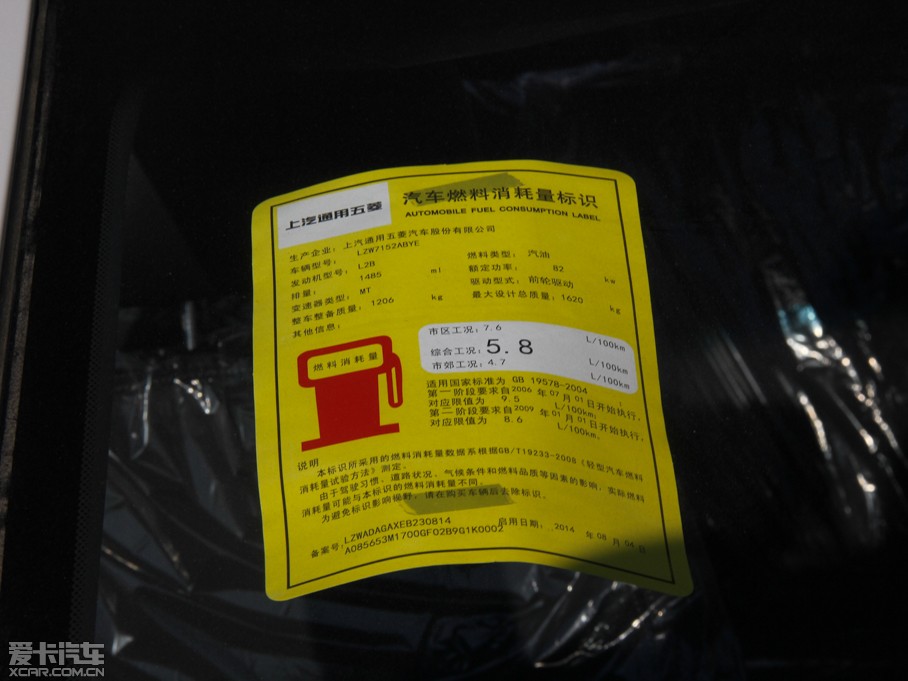 上汽通用五菱
汽车燃料消耗量标识
AUTOMOBILE FUEL CONSUMPTION LABEL
生产企业: 上汽通用五菱汽车股份有限公司
车辆型号: LZW7152ABYE
发动机型号: L2B
燃料类型: 汽油
排量: 1485 ml
额定功率: 82 kw
变速器类型: MT
驱动型式: 前轮驱动
整车整备质量: 1206 kg
最大设计总质量: 1620 kg
其他信息:
燃料消耗量
市区工况: 7.6 L/100km
综合工况: 5.8 L/100km
市郊工况: 4.7 L/100km
适用国家标准为 GB 19578-2004
第一阶段要求自2006 年 07 月 01 日开始执行,
对应限值为 9.5 L/100km;
第二阶段要求自2009 年 01 月 01 日开始执行,
对应限值为 8.6 L/100km。
说明
本标识所采用的燃料消耗量数据系根据GB/T19233-2008《轻型汽车燃料
消耗量试验方法》测定。
由于驾驶习惯、道路状况、气候条件和燃料品质等因素的影响,实际燃料
消耗量可能与本标识的燃料消耗量不同。
为避免标识影响视野,请在购买车辆后去除标识。
备案号: LZWADAGAXEB230814
A085653M1700GF02B9G1K0002
启用日期: 2014 年 08 月 04 日
爱卡汽车
XCAR.COM.CN